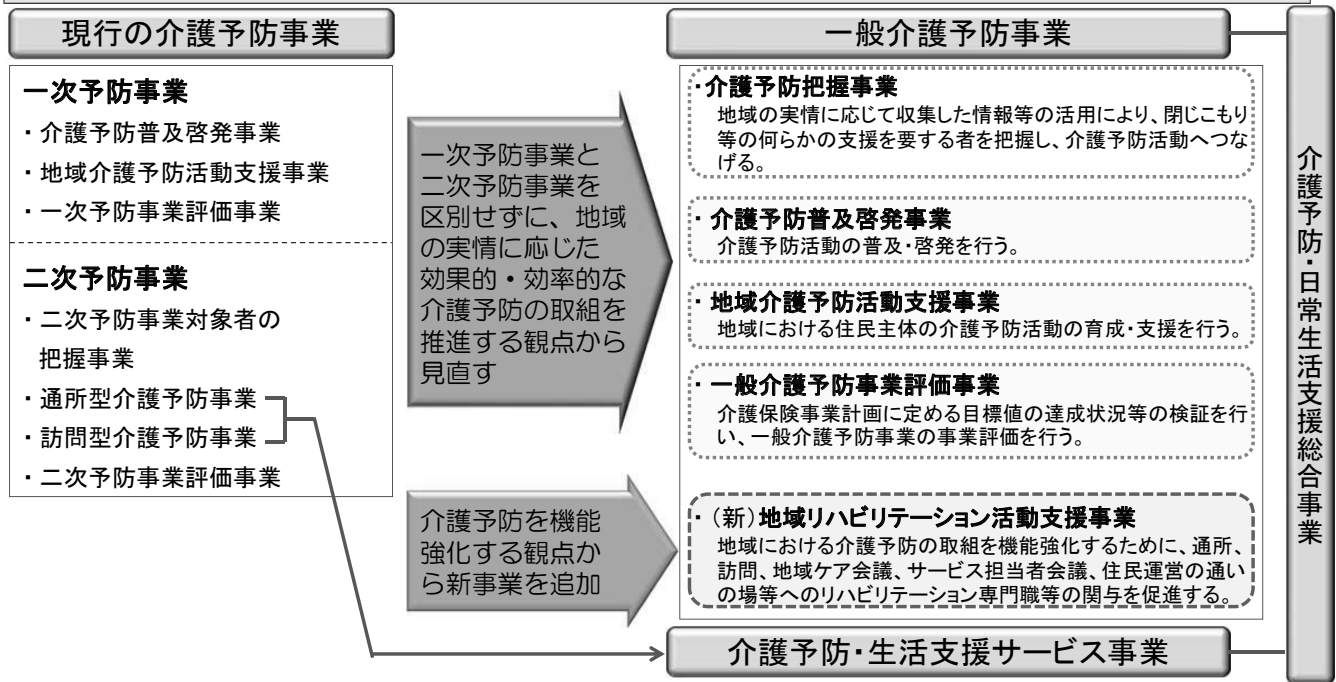 現行の介護予防事業
一次予防事業
・介護予防普及啓発事業
・地域介護予防活動支援事業
・一次予防事業評価事業
二次予防事業
・二次予防事業対象者の
把握事業
・通所型介護予防事業
・訪問型介護予防事業
・二次予防事業評価事業
一次予防事業と
二次予防事業を
区別せずに、地域
の実情に応じた
効果的・効率的な
介護予防の取組を
推進する観点から
見直す
介護予防を機能
強化する観点か
ら新事業を追加
一般介護予防事業
・介護予防把握事業
地域の実情に応じて収集した情報等の活用により、閉じこもり
等の何らかの支援を要する者を把握し、介護予防活動へつな
げる。
・介護予防普及啓発事業
介護予防活動の普及・啓発を行う。
・地域介護予防活動支援事業
地域における住民主体の介護予防活動の育成・支援を行う。
・一般介護予防事業評価事業
介護保険事業計画に定める目標値の達成状況等の検証を行
い、一般介護予防事業の事業評価を行う。
・(新)地域リハビリテーション活動支援事業
地域における介護予防の取組を機能強化するために、通所、
訪問、地域ケア会議、サービス担当者会議、住民運営の通い
の場等へのリハビリテーション専門職等の関与を促進する。
介護予防・生活支援サービス事業
介護予防・日常生活支援総合事業